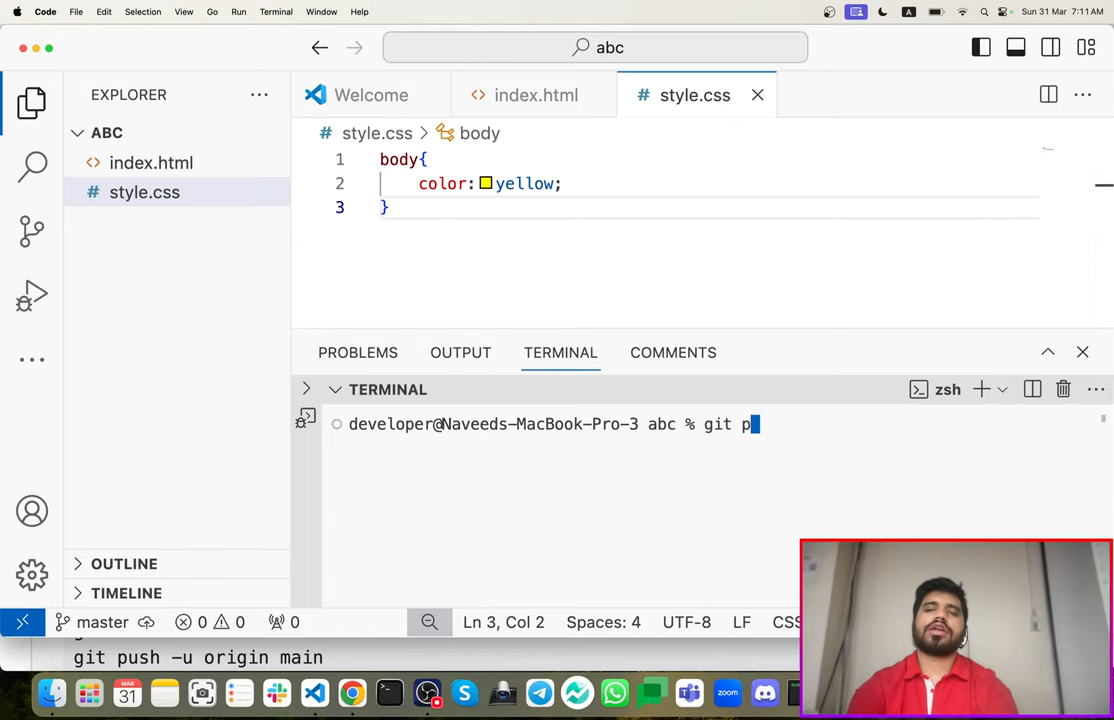 Code File Edit Selection View Go Run Terminal Window Help A Sun 31 Mar 7:11 AM
abc
EXPLORER
Welcome
index.html
style.css
ABC
index.html
style.css
style.css > body
1 body{
2 color: yellow;
3 }
PROBLEMS OUTPUT TERMINAL COMMENTS
TERMINAL
zsh
developer@Naveeds-MacBook-Pro-3 abc % git p
OUTLINE
TIMELINE
master 0 0 0 Ln 3, Col 2 Spaces: 4 UTF-8 LF CSS
git push -u origin main
MAR
31
zoom